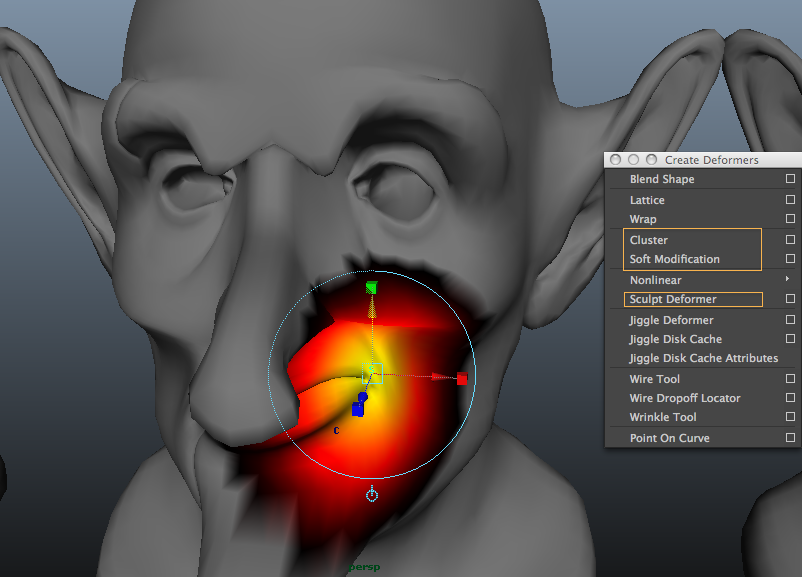 Create Deformers
Blend Shape
Lattice
Wrap
Cluster
Soft Modification
Nonlinear
Sculpt Deformer
Jiggle Deformer
Jiggle Disk Cache
Jiggle Disk Cache Attributes
Wire Tool
Wire Dropoff Locator
Wrinkle Tool
Point On Curve
c
persp